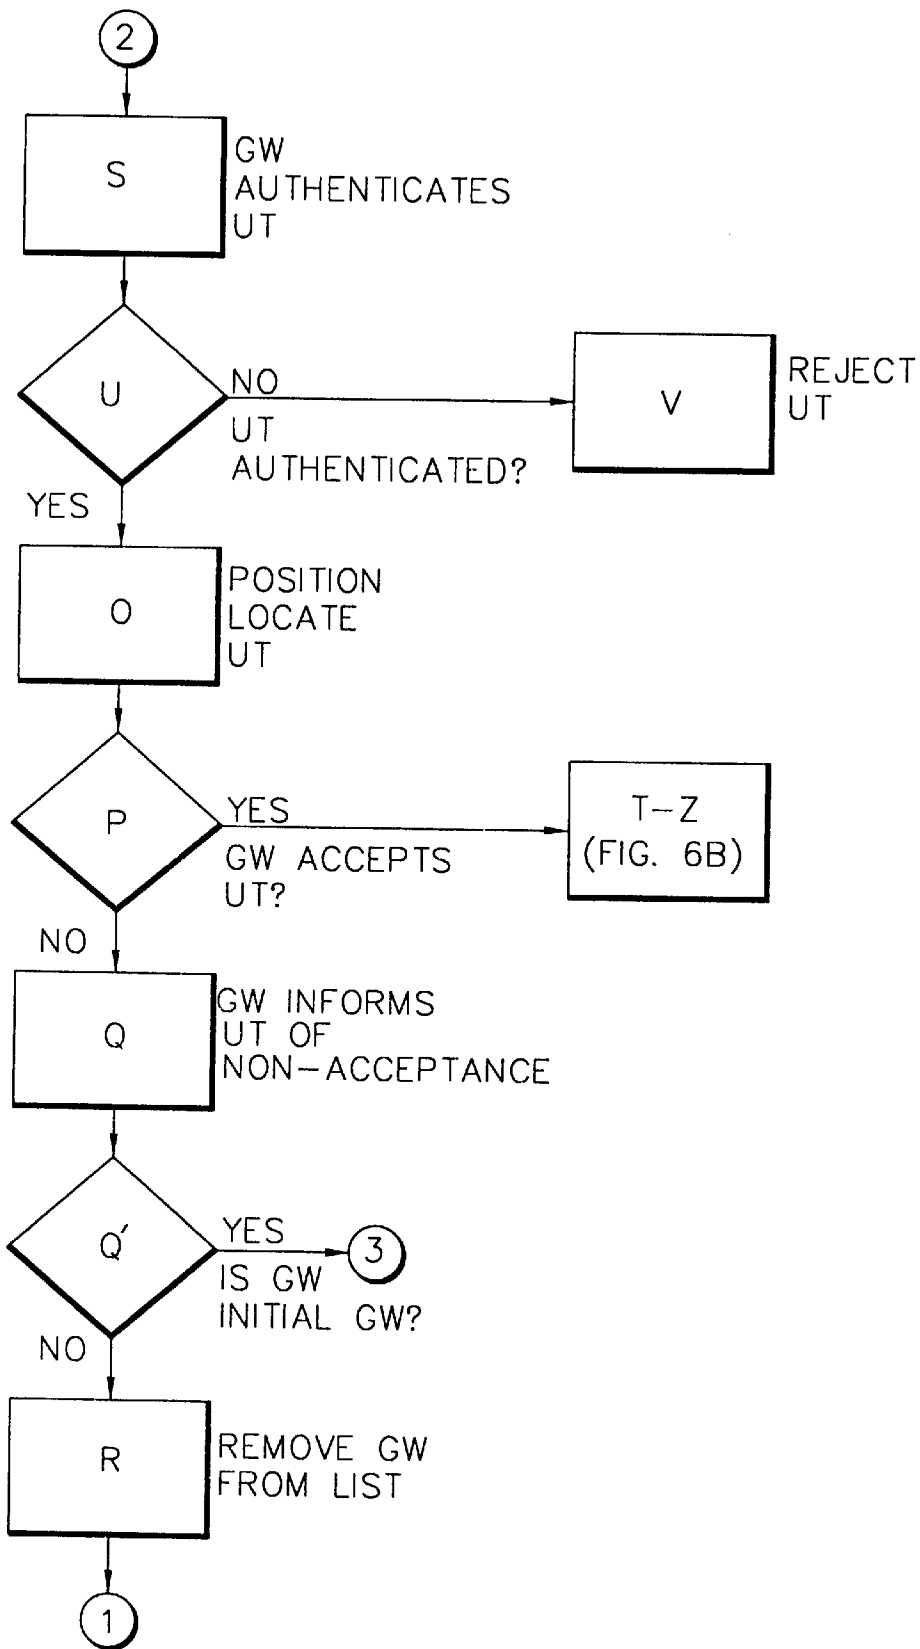 2
S
GW
AUTHENTICATES
UT
U
NO
UT
AUTHENTICATED?
V
REJECT
UT
YES
O
POSITION
LOCATE
UT
P
YES
GW ACCEPTS
UT?
T-Z
(FIG. 6B)
NO
Q
GW INFORMS
UT OF
NON-ACCEPTANCE
Q'
YES
IS GW
INITIAL GW?
3
NO
R
REMOVE GW
FROM LIST
1